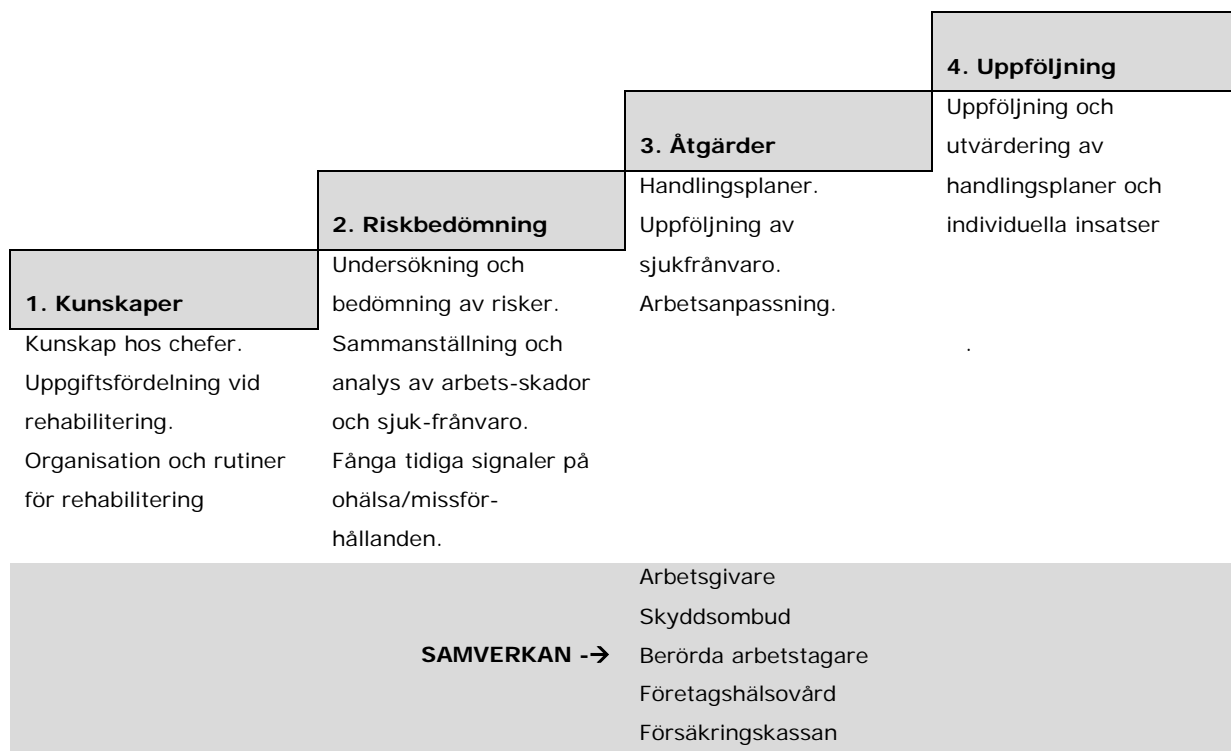 1. Kunskaper
Kunskap hos chefer.
Uppgiftsfördelning vid
rehabilitering.
Organisation och rutiner
för rehabilitering
2. Riskbedömning
Undersökning och
bedömning av risker.
Sammanställning och
analys av arbets-skador
och sjuk-frånvaro.
Fånga tidiga signaler på
ohälsa/missför-
hållanden.
3. Åtgärder
Handlingsplaner.
Uppföljning av
sjukfrånvaro.
Arbetsanpassning.
4. Uppföljning
Uppföljning och
utvärdering av
handlingsplaner och
individuella insatser
.
SAMVERKAN -→
Arbetsgivare
Skyddsombud
Berörda arbetstagare
Företagshälsovård
Försäkringskassan